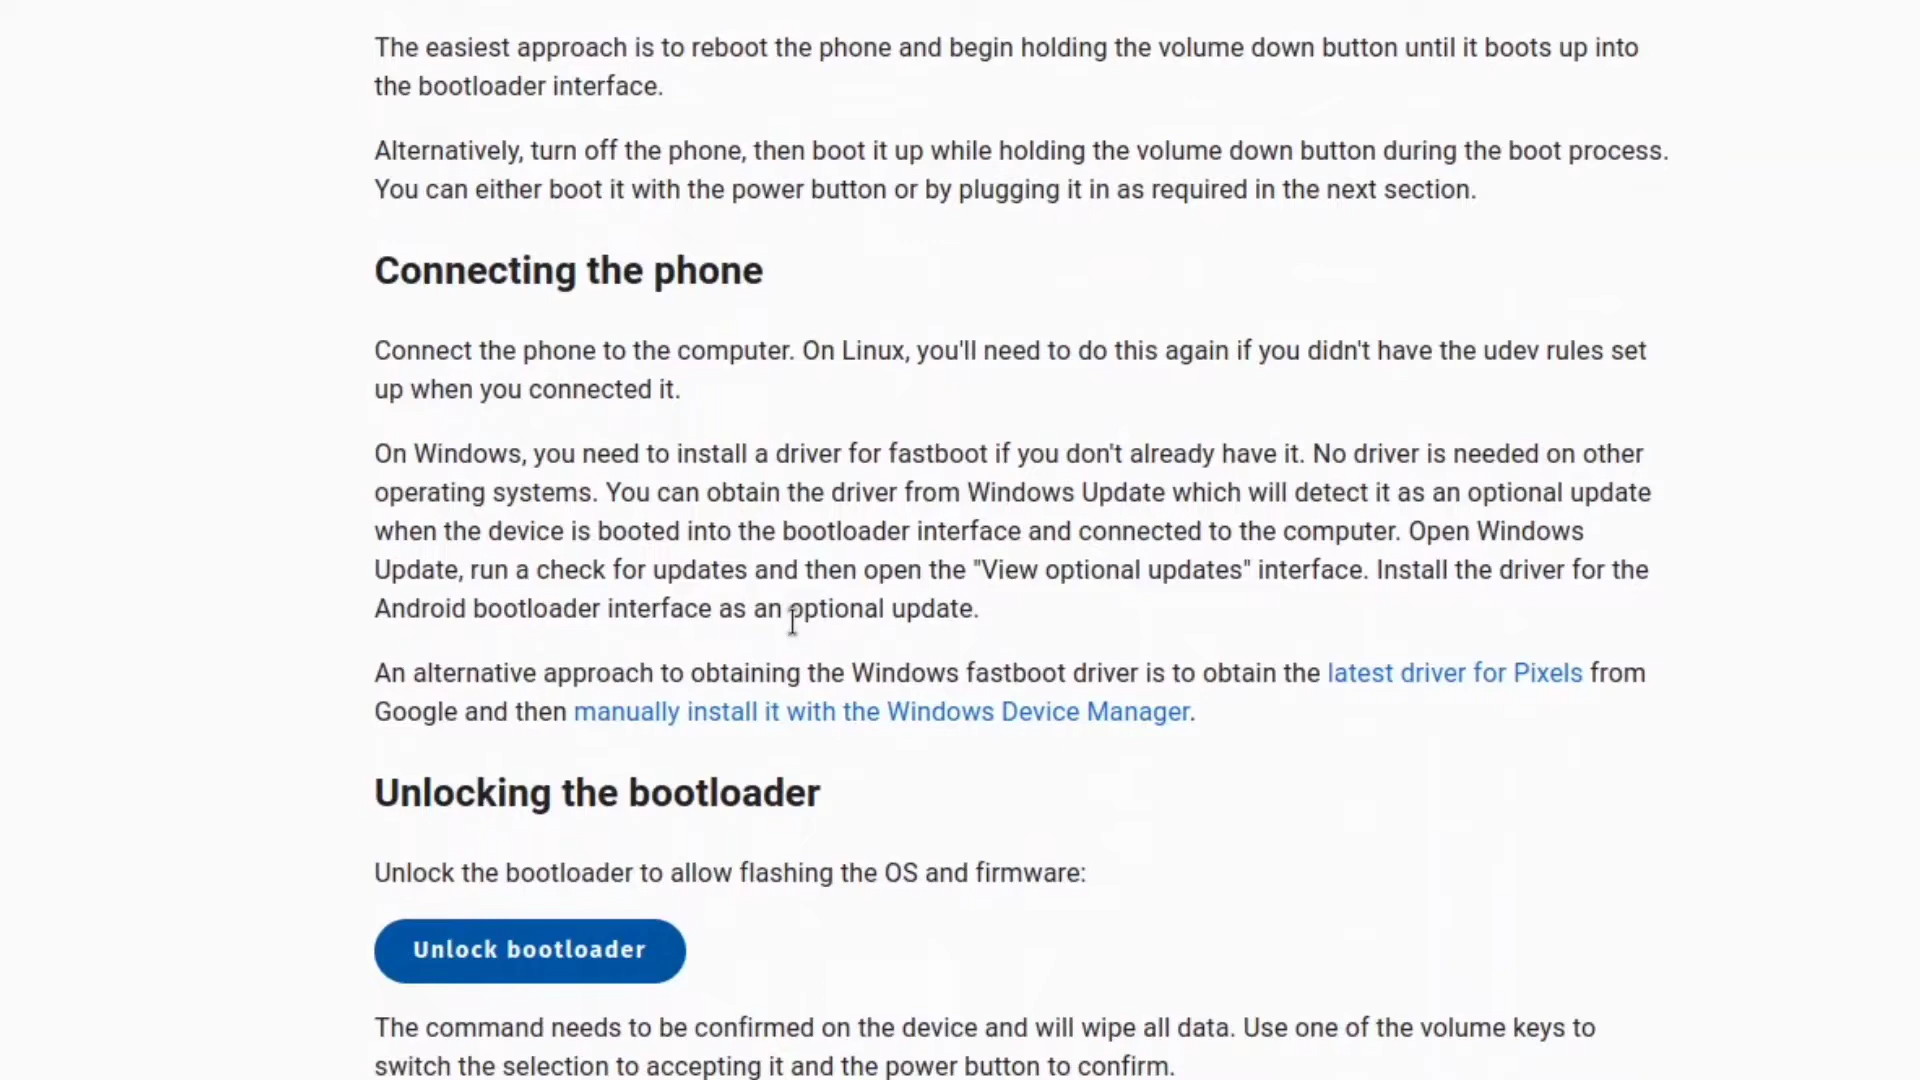 The easiest approach is to reboot the phone and begin holding the volume down button until it boots up into
the bootloader interface.
Alternatively, turn off the phone, then boot it up while holding the volume down button during the boot process.
You can either boot it with the power button or by plugging it in as required in the next section.
Connecting the phone
Connect the phone to the computer. On Linux, you'll need to do this again if you didn't have the udev rules set
up when you connected it.
On Windows, you need to install a driver for fastboot if you don't already have it. No driver is needed on other
operating systems. You can obtain the driver from Windows Update which will detect it as an optional update
when the device is booted into the bootloader interface and connected to the computer. Open Windows
Update, run a check for updates and then open the "View optional updates" interface. Install the driver for the
Android bootloader interface as an optional update.
An alternative approach to obtaining the Windows fastboot driver is to obtain the latest driver for Pixels from
Google and then manually install it with the Windows Device Manager.
Unlocking the bootloader
Unlock the bootloader to allow flashing the OS and firmware:
Unlock bootloader
The command needs to be confirmed on the device and will wipe all data. Use one of the volume keys to
switch the selection to accepting it and the power button to confirm.